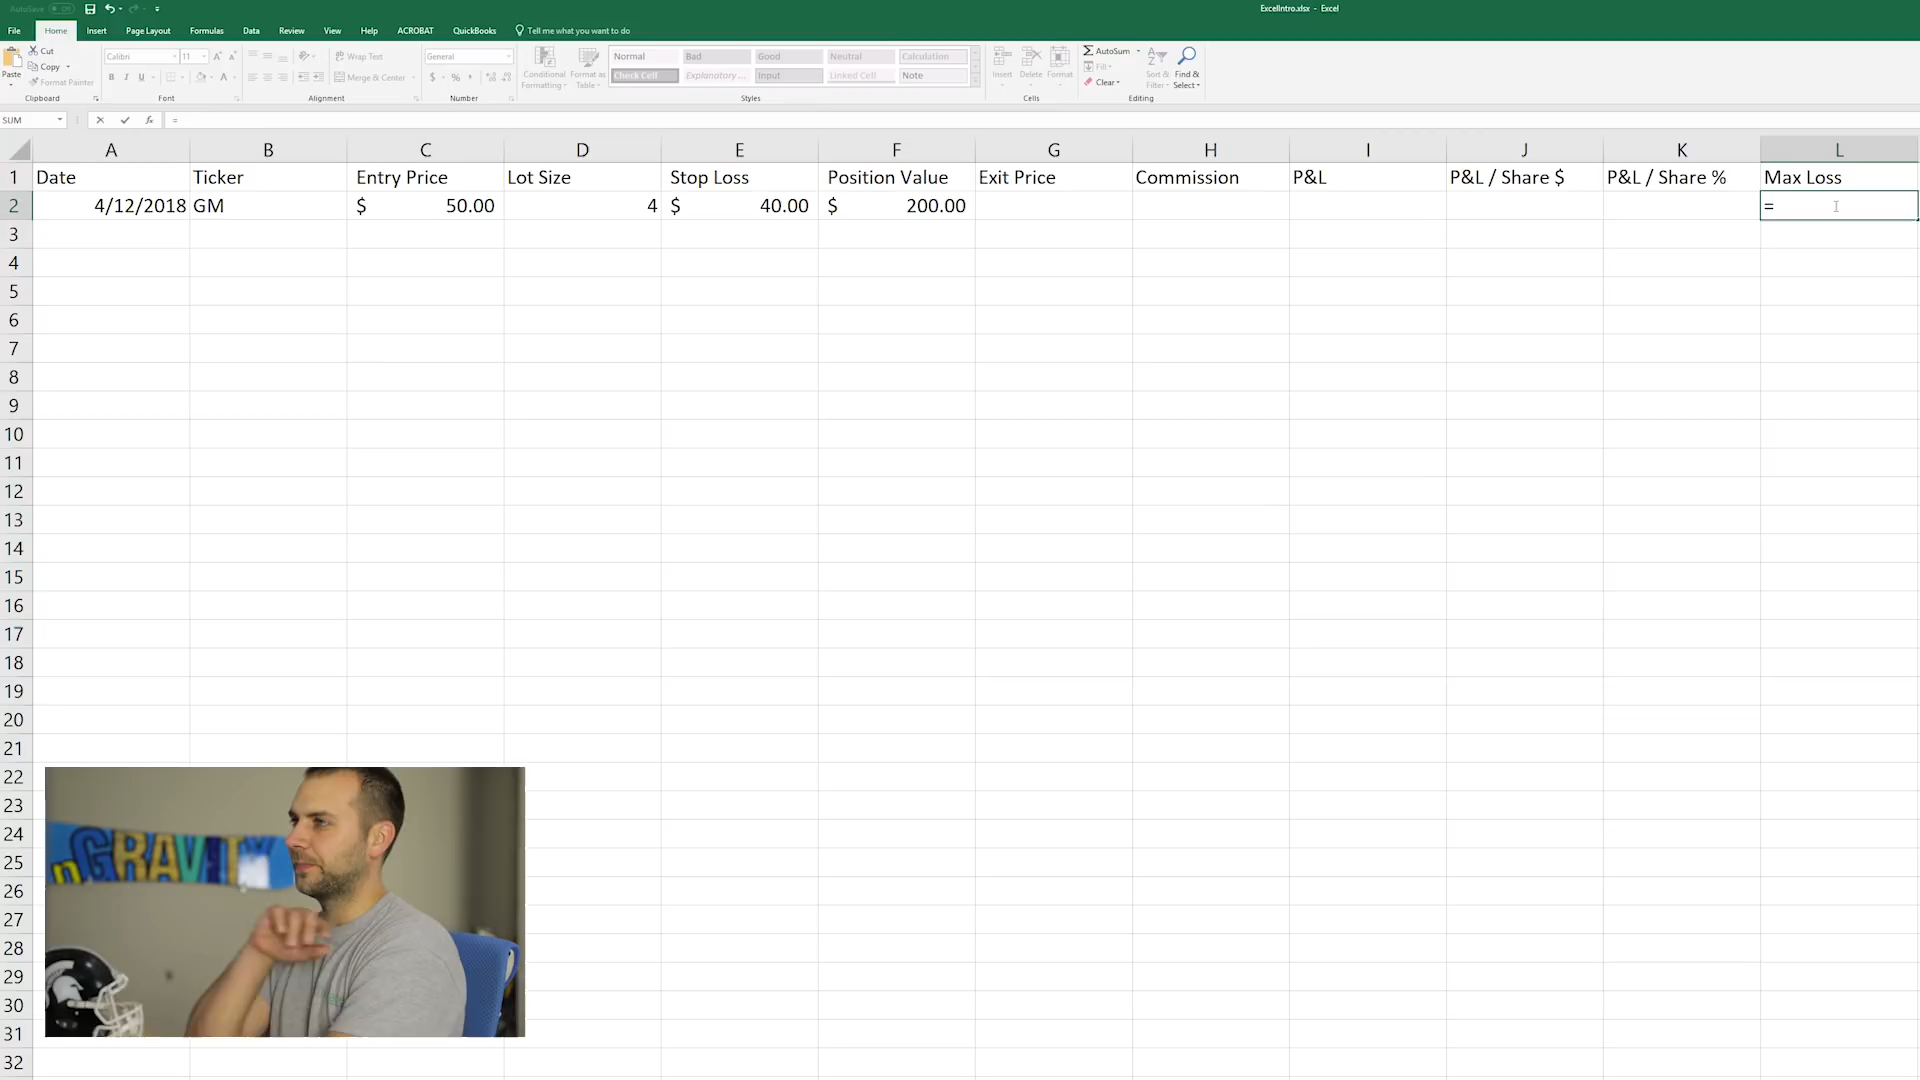 AutoSave Off
ExcelIntro.xlsx - Excel
File Home Insert Page Layout Formulas Data Review View Help ACROBAT QuickBooks Tell me what you want to do
Paste Cut Calibri 11 Wrap Text General Conditional Formatting Format as Table Normal Bad Good Neutral Calculation Insert Delete Format AutoSum Sort & Filter Find & Select
Copy Fill
Format Painter B I U Merge & Center $ % , Check Cell Explanatory ... Input Linked Cell Note Clear
Clipboard Font Alignment Number Styles Cells Editing
SUM fx =
A B C D E F G H I J K L
1 Date Ticker Entry Price Lot Size Stop Loss Position Value Exit Price Commission P&L P&L / Share $ P&L / Share % Max Loss
2 4/12/2018 GM $ 50.00 4 $ 40.00 $ 200.00 =
3
4
5
6
7
8
9
10
11
12
13
14
15
16
17
18
19
20
21
22
23
24
25
26
27
28
29
30
31
32
nGRAVITY